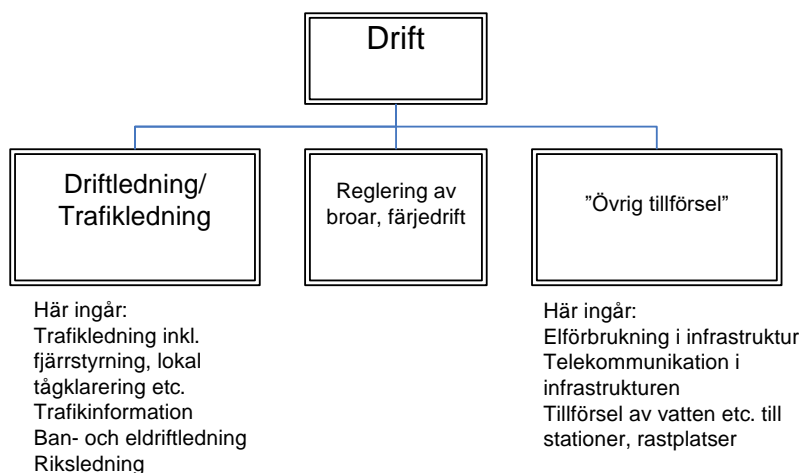 Drift
Driftledning/
Trafikledning
Reglering av
broar, färjedrift
”Övrig tillförsel”
Här ingår:
Trafikledning inkl.
fjärrstyrning, lokal
tågklarering etc.
Trafikinformation
Ban- och eldriftledning
Riksledning
Här ingår:
Elförbrukning i infrastruktur
Telekommunikation i
infrastrukturen
Tillförsel av vatten etc. till
stationer, rastplatser